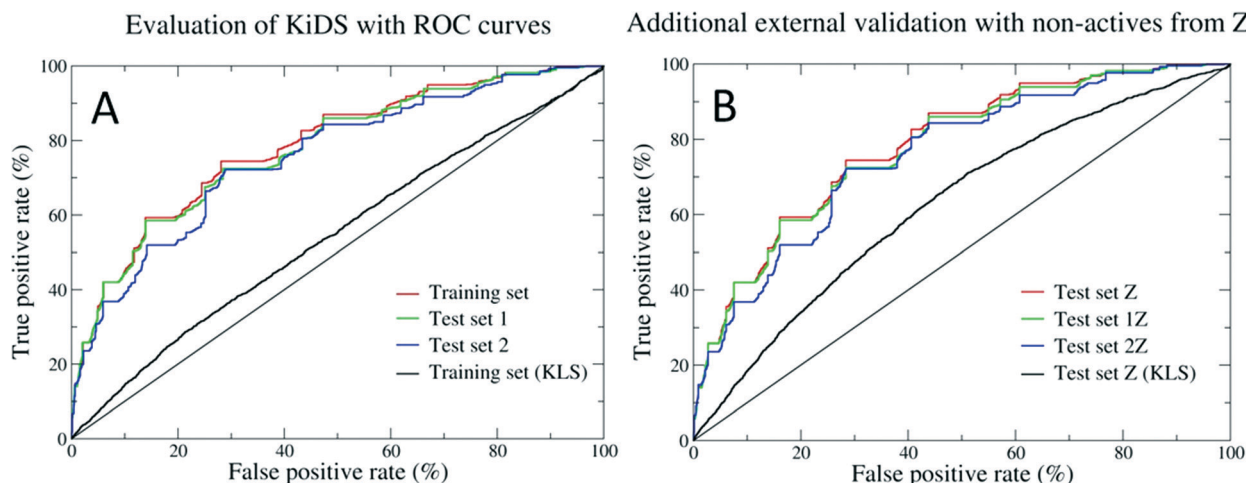 Evaluation of KiDS with ROC curves
A
True positive rate (%)
100
80
60
40
20
0
Training set
Test set 1
Test set 2
Training set (KLS)
0 20 40 60 80 100
False positive rate (%)
Additional external validation with non-actives from Z
B
True positive rate (%)
100
80
60
40
20
0
Test set Z
Test set 1Z
Test set 2Z
Test set Z (KLS)
0 20 40 60 80 100
False positive rate (%)